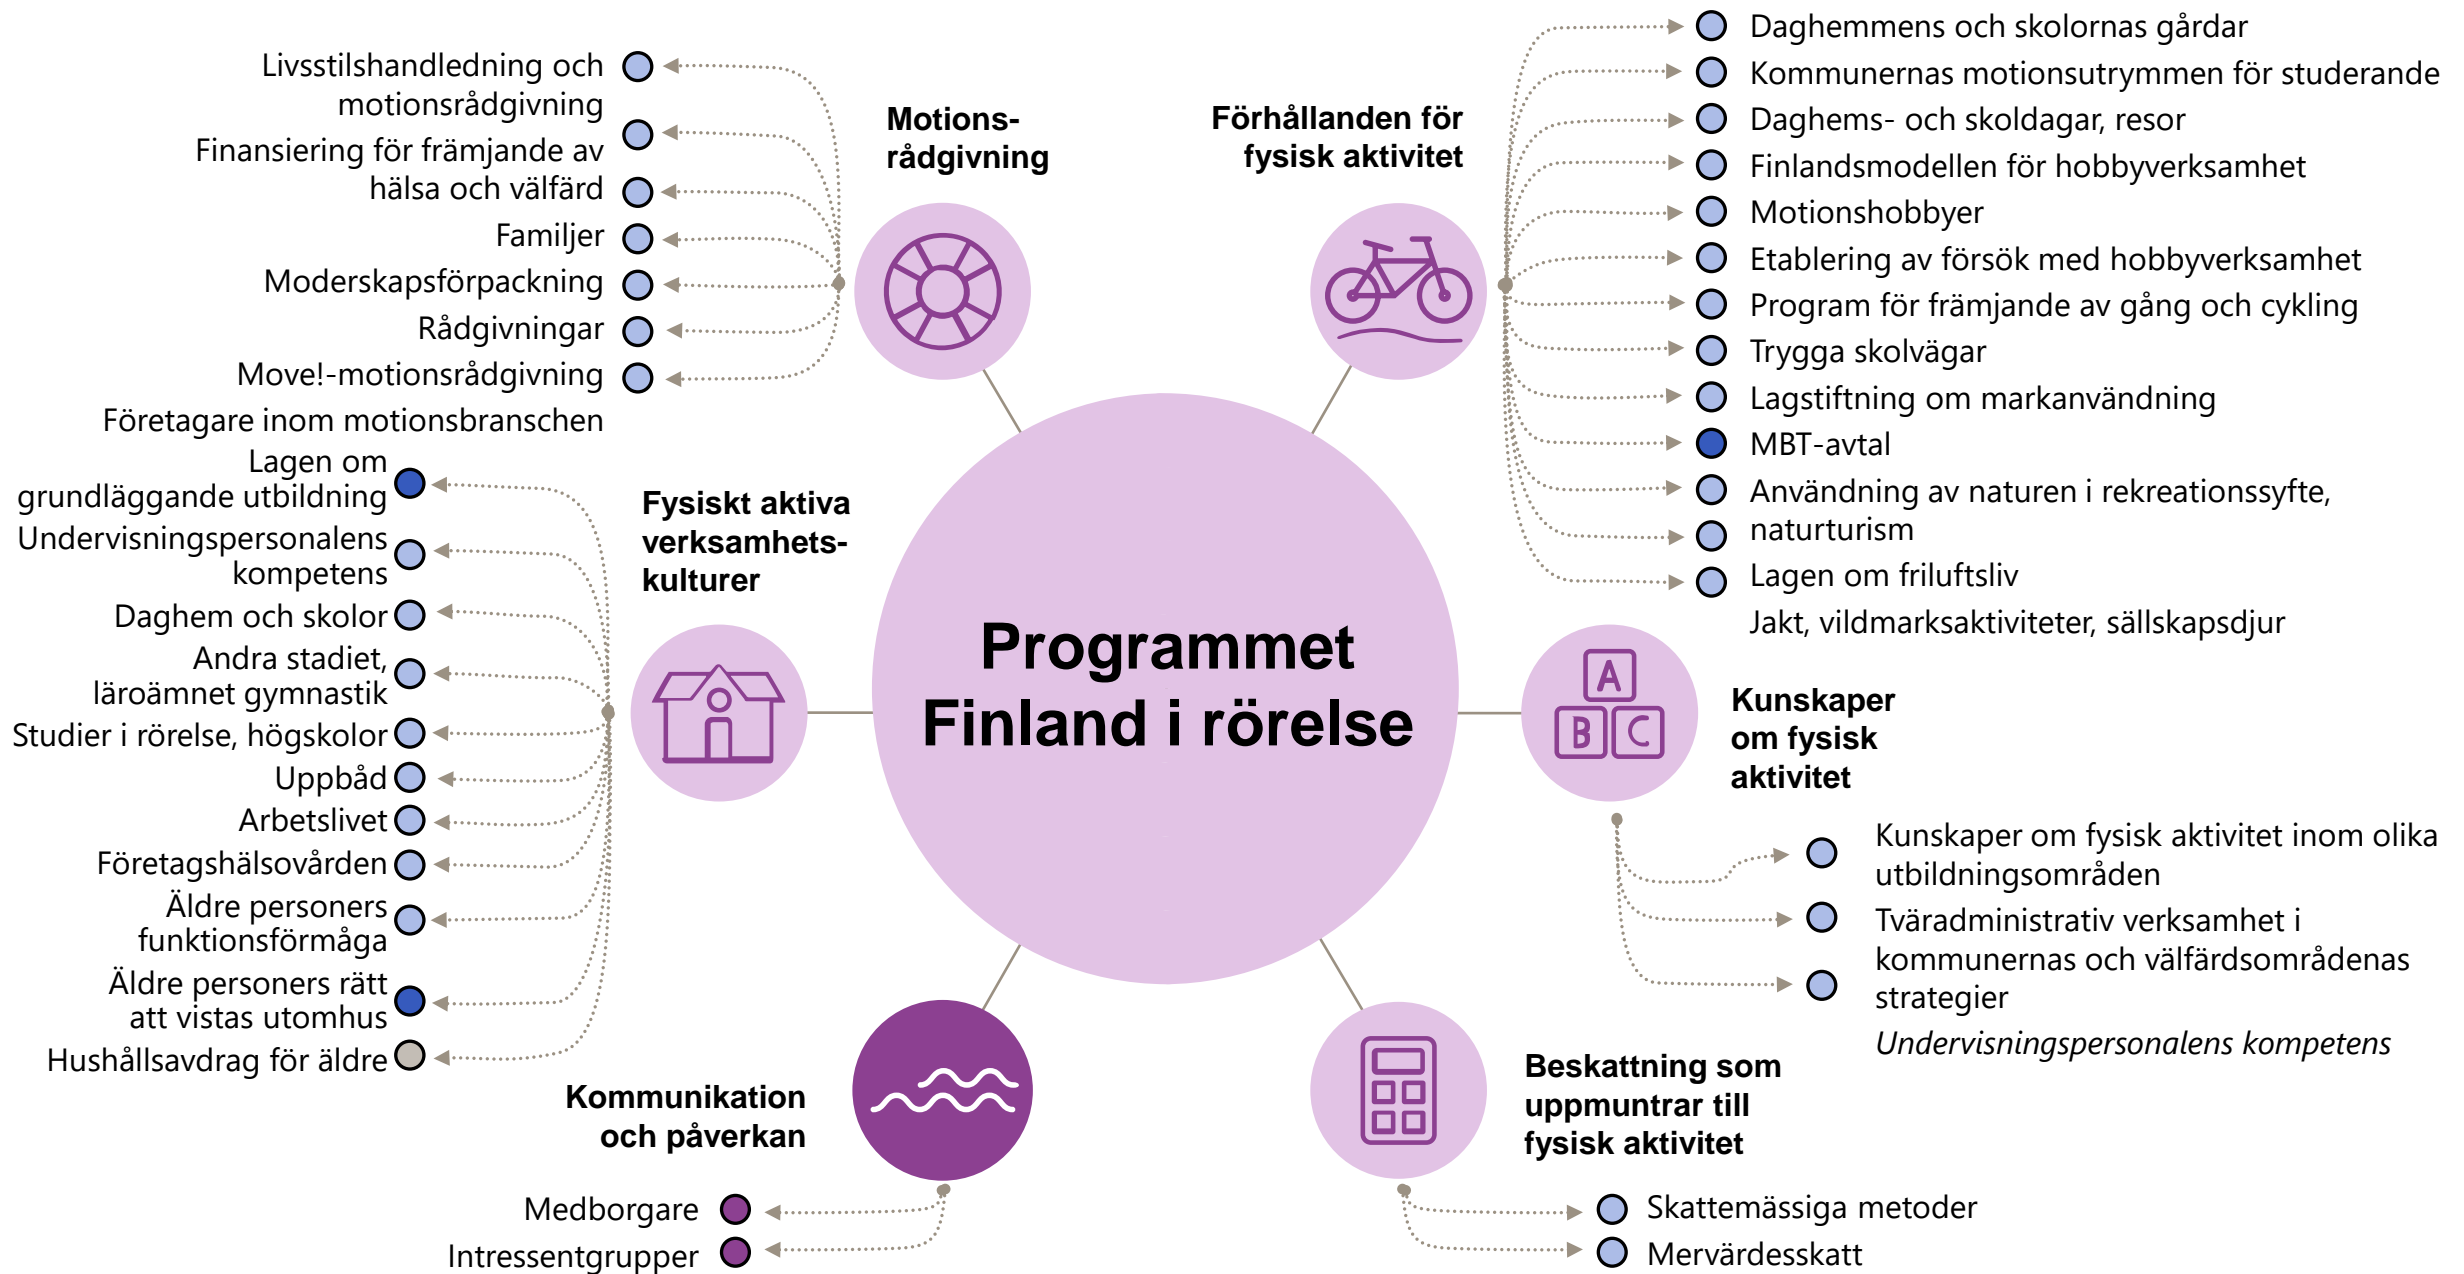 Programmet
Finland i rörelse
Motions-
rådgivning
Livsstilshandledning och
motionsrådgivning
Finansiering för främjande av
hälsa och välfärd
Familjer
Moderskapsförpackning
Rådgivningar
Move!-motionsrådgivning
Företagare inom motionsbranschen
Förhållanden för
fysisk aktivitet
Daghemmens och skolornas gårdar
Kommunernas motionsutrymmen för studerande
Daghems- och skoldagar, resor
Finlandsmodellen för hobbyverksamhet
Motionshobbyer
Etablering av försök med hobbyverksamhet
Program för främjande av gång och cykling
Trygga skolvägar
Lagstiftning om markanvändning
MBT-avtal
Användning av naturen i rekreationssyfte,
naturturism
Lagen om friluftsliv
Jakt, vildmarksaktiviteter, sällskapsdjur
Fysiskt aktiva
verksamhets-
kulturer
Lagen om
grundläggande utbildning
Undervisningspersonalens
kompetens
Daghem och skolor
Andra stadiet,
läroämnet gymnastik
Studier i rörelse, högskolor
Uppbåd
Arbetslivet
Företagshälsovården
Äldre personers
funktionsförmåga
Äldre personers rätt
att vistas utomhus
Hushållsavdrag för äldre
A
B C
Kunskaper
om fysisk
aktivitet
Kunskaper om fysisk aktivitet inom olika
utbildningsområden
Tväradministrativ verksamhet i
kommunernas och välfärdsområdenas
strategier
Undervisningspersonalens kompetens
Kommunikation
och påverkan
Medborgare
Intressentgrupper
Beskattning som
uppmuntrar till
fysisk aktivitet
Skattemässiga metoder
Mervärdesskatt